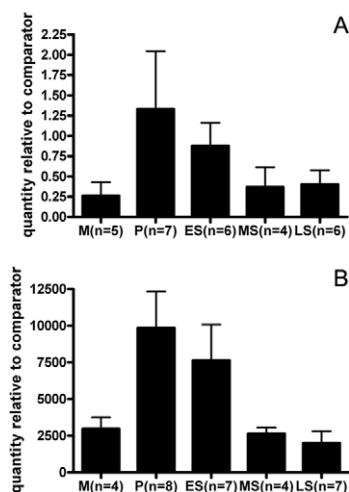 A
quantity relative to comparator
2.25
2.00
1.75
1.50
1.25
1.00
0.75
0.50
0.25
0.00
M(n=5) P(n=7) ES(n=6) MS(n=4) LS(n=6)
B
quantity relative to comparator
12500
10000
7500
5000
2500
0
M(n=4) P(n=8) ES(n=7) MS(n=4) LS(n=7)